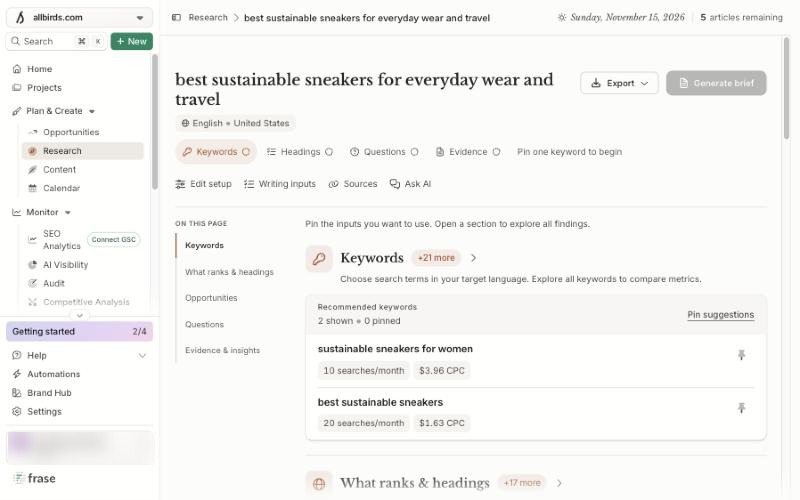 allbirds.com
Search ⌘ K + New
Home
Projects
Plan & Create
Opportunities
Research
Content
Calendar
Monitor
SEO Analytics Connect GSC
AI Visibility
Audit
Competitive Analysis
Getting started 2/4
Help
Automations
Brand Hub
Settings
frase
Research > best sustainable sneakers for everyday wear and travel
Sunday, November 15, 2026 5 articles remaining
best sustainable sneakers for everyday wear and
travel
Export Generate brief
English • United States
Keywords Headings Questions Evidence Pin one keyword to begin
Edit setup Writing inputs Sources Ask AI
ON THIS PAGE
Keywords
What ranks & headings
Opportunities
Questions
Evidence & insights
Pin the inputs you want to use. Open a section to explore all findings.
Keywords +21 more
Choose search terms in your target language. Explore all keywords to compare metrics.
Recommended keywords
2 shown • 0 pinned Pin suggestions
sustainable sneakers for women
10 searches/month $3.96 CPC
best sustainable sneakers
20 searches/month $1.63 CPC
What ranks & headings +17 more